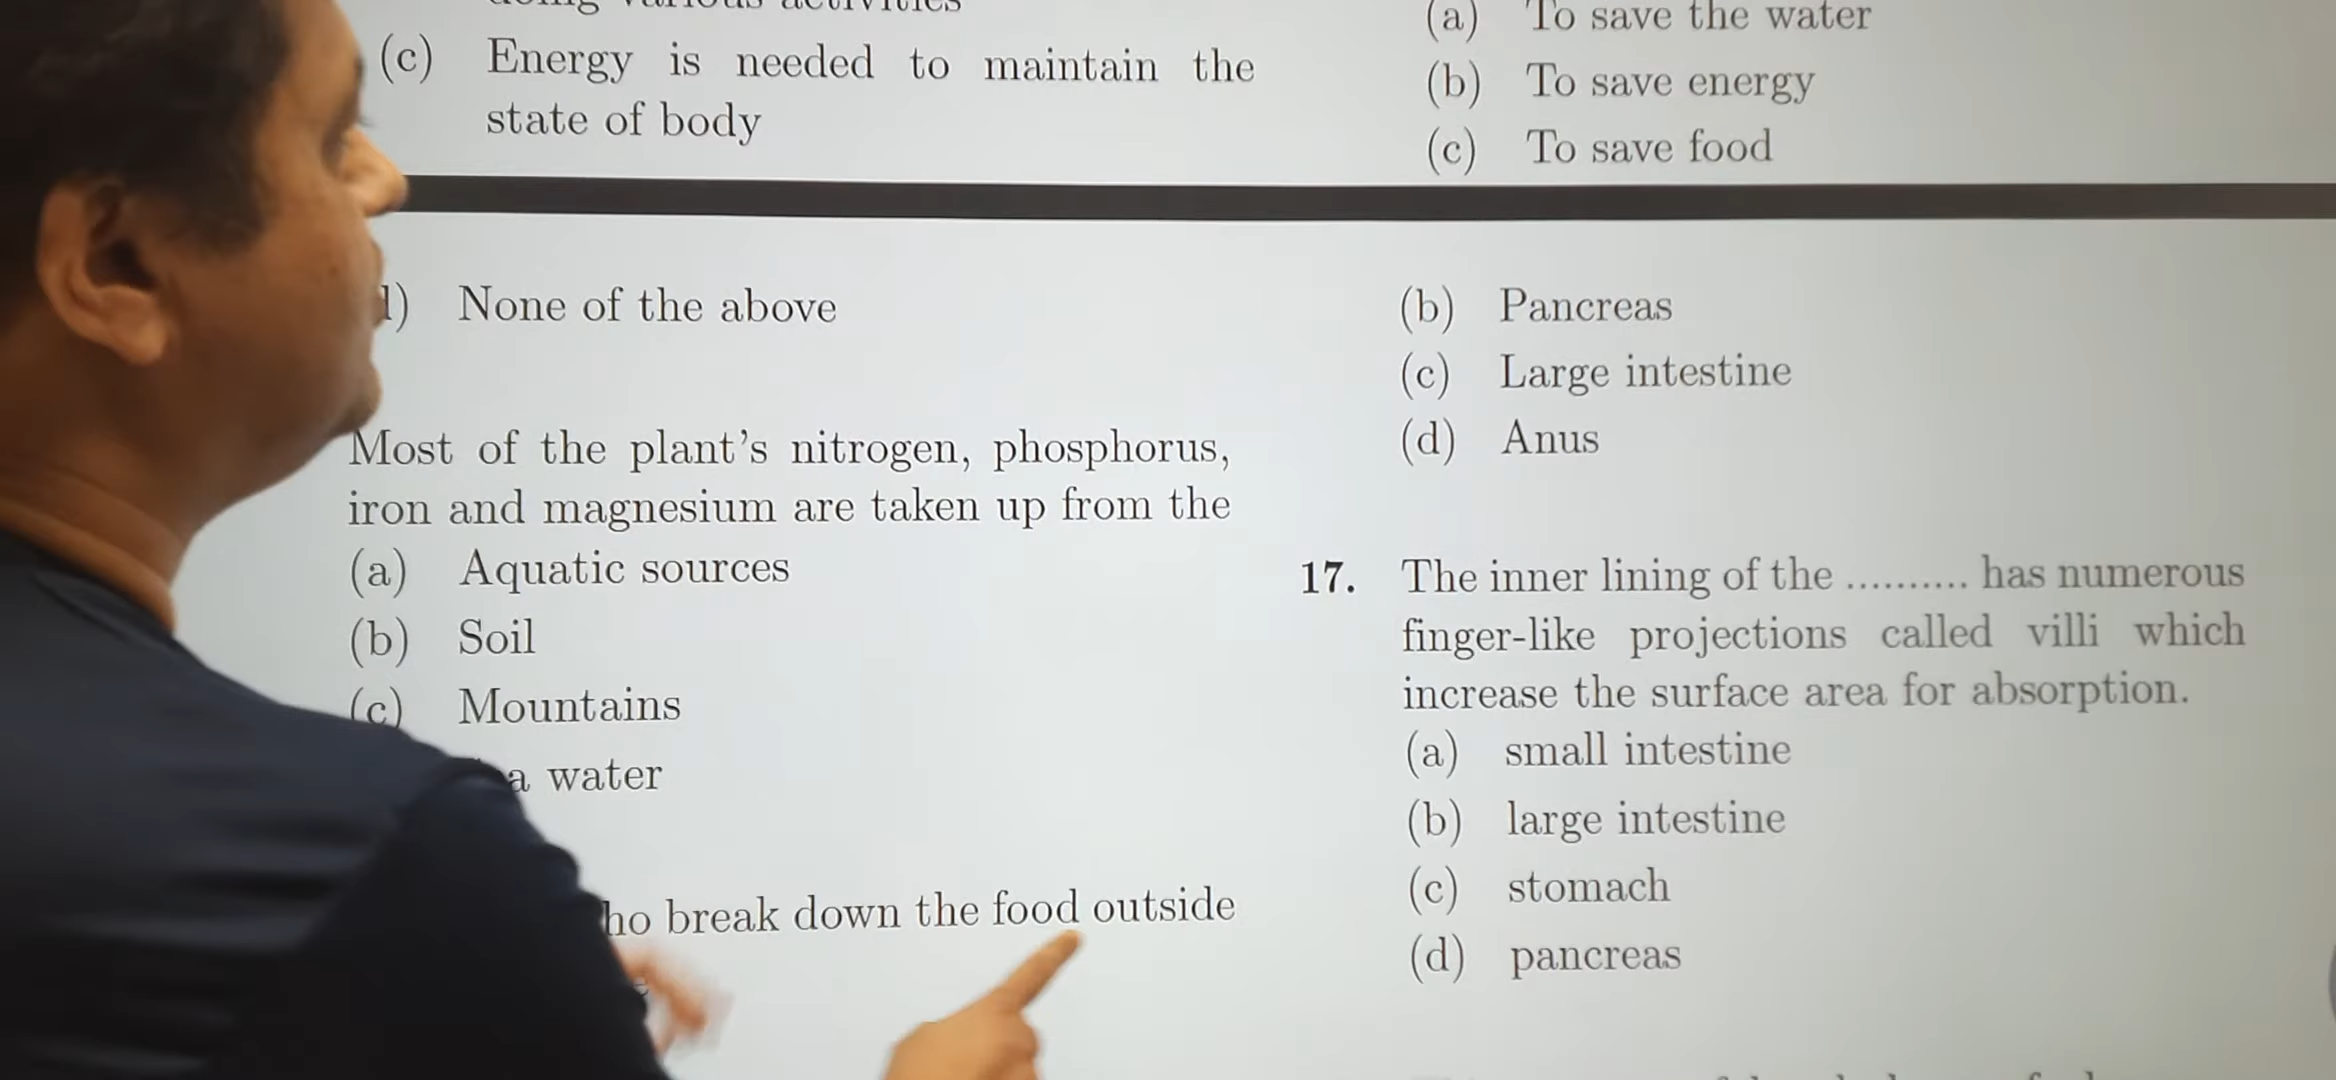 (c) Energy is needed to maintain the
state of body
None of the above
Most of the plant's nitrogen, phosphorus,
iron and magnesium are taken up from the
(a) Aquatic sources
(b) Soil
(c) Mountains
water
break down the food outside
(a) To save the water
(b) To save energy
(c) To save food
(b) Pancreas
(c) Large intestine
(d) Anus
17. The inner lining of the .......... has numerous
finger-like projections called villi which
increase the surface area for absorption.
(a) small intestine
(b) large intestine
(c) stomach
(d) pancreas